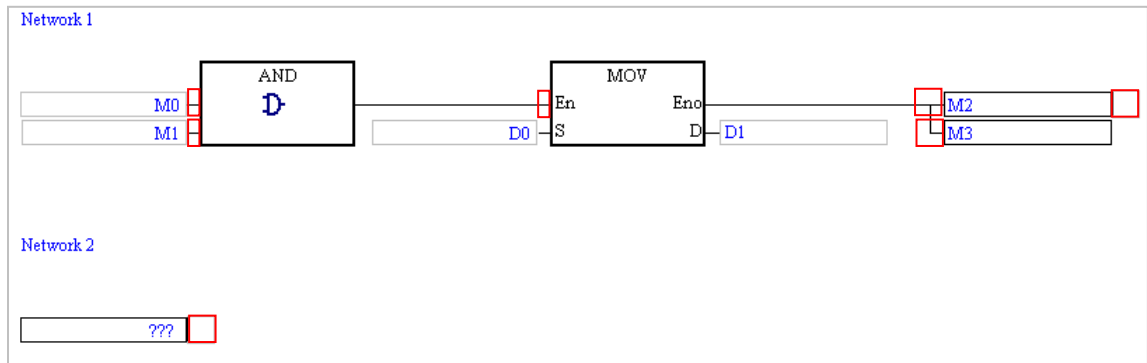 Network 1
AND MOV
M0 En Eno M2
M1 D0 S D D1 M3
Network 2
???